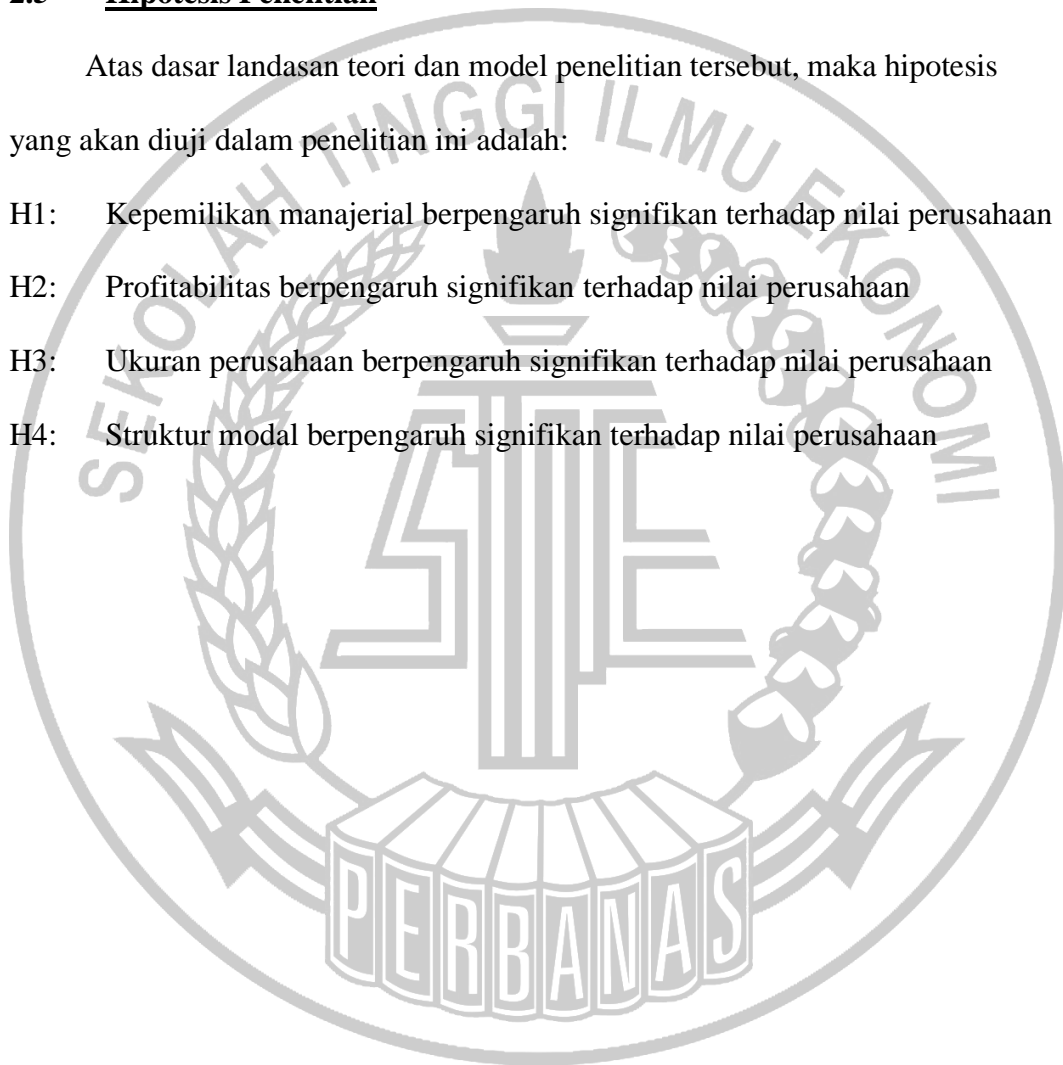 Atas dasar landasan teori dan model penelitian tersebut, maka hipotesis
yang akan diuji dalam penelitian ini adalah:
H1: Kepemilikan manajerial berpengaruh signifikan terhadap nilai perusahaan
H2: Profitabilitas berpengaruh signifikan terhadap nilai perusahaan
H3: Ukuran perusahaan berpengaruh signifikan terhadap nilai perusahaan
H4: Struktur modal berpengaruh signifikan terhadap nilai perusahaan
SEKOLAH TINGGI ILMU EKONOMI
STIE
PERBANAS